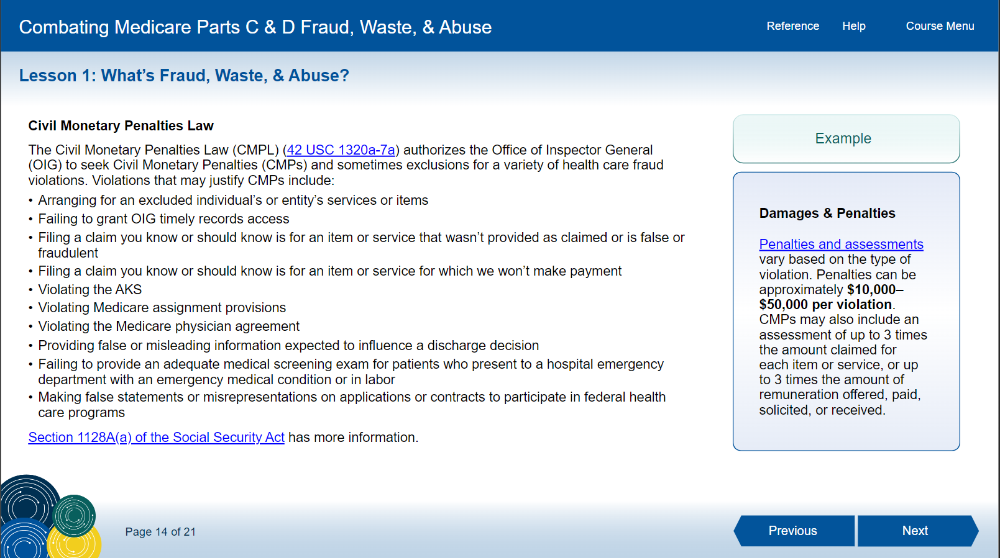 Combating Medicare Parts C & D Fraud, Waste, & Abuse
Reference
Help
Course Menu
Lesson 1: What’s Fraud, Waste, & Abuse?
Civil Monetary Penalties Law
The Civil Monetary Penalties Law (CMPL) (42 USC 1320a-7a) authorizes the Office of Inspector General
(OIG) to seek Civil Monetary Penalties (CMPs) and sometimes exclusions for a variety of health care fraud
violations. Violations that may justify CMPs include:
• Arranging for an excluded individual’s or entity’s services or items
• Failing to grant OIG timely records access
• Filing a claim you know or should know is for an item or service that wasn’t provided as claimed or is false or
fraudulent
• Filing a claim you know or should know is for an item or service for which we won’t make payment
• Violating the AKS
• Violating Medicare assignment provisions
• Violating the Medicare physician agreement
• Providing false or misleading information expected to influence a discharge decision
• Failing to provide an adequate medical screening exam for patients who present to a hospital emergency
department with an emergency medical condition or in labor
• Making false statements or misrepresentations on applications or contracts to participate in federal health
care programs
Section 1128A(a) of the Social Security Act has more information.
Example
Damages & Penalties
Penalties and assessments
vary based on the type of
violation. Penalties can be
approximately $10,000–
$50,000 per violation.
CMPs may also include an
assessment of up to 3 times
the amount claimed for
each item or service, or up
to 3 times the amount of
remuneration offered, paid,
solicited, or received.
Page 14 of 21
Previous
Next